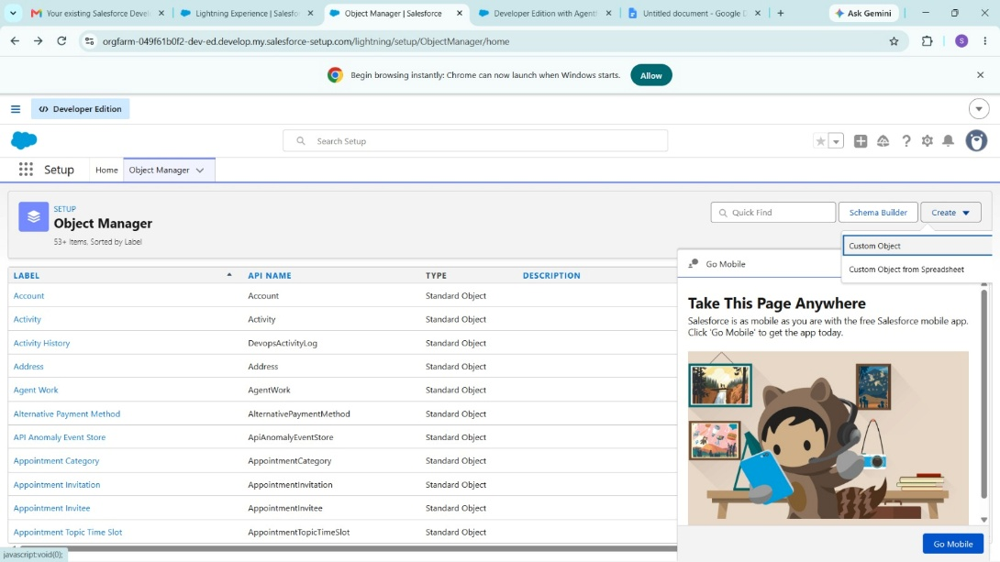 Your existing Salesforce Devel
Lightning Experience | Salesfor
Object Manager | Salesforce
Developer Edition with Agentf
Untitled document - Google D
Ask Gemini
orgfarm-049f61b0f2-dev-ed.develop.my.salesforce-setup.com/lightning/setup/ObjectManager/home
S
Begin browsing instantly: Chrome can now launch when Windows starts.
Allow
Developer Edition
Search Setup
Setup
Home
Object Manager
SETUP
Object Manager
53+ Items, Sorted by Label
Quick Find
Schema Builder
Create
Custom Object
Custom Object from Spreadsheet
LABEL API NAME TYPE DESCRIPTION
Account Account Standard Object
Activity Activity Standard Object
Activity History DevopsActivityLog Standard Object
Address Address Standard Object
Agent Work AgentWork Standard Object
Alternative Payment Method AlternativePaymentMethod Standard Object
API Anomaly Event Store ApiAnomalyEventStore Standard Object
Appointment Category AppointmentCategory Standard Object
Appointment Invitation AppointmentInvitation Standard Object
Appointment Invitee AppointmentInvitee Standard Object
Appointment Topic Time Slot AppointmentTopicTimeSlot Standard Object
Go Mobile
Take This Page Anywhere
Salesforce is as mobile as you are with the free Salesforce mobile app.
Click 'Go Mobile' to get the app today.
Go Mobile
javascript:void(0);